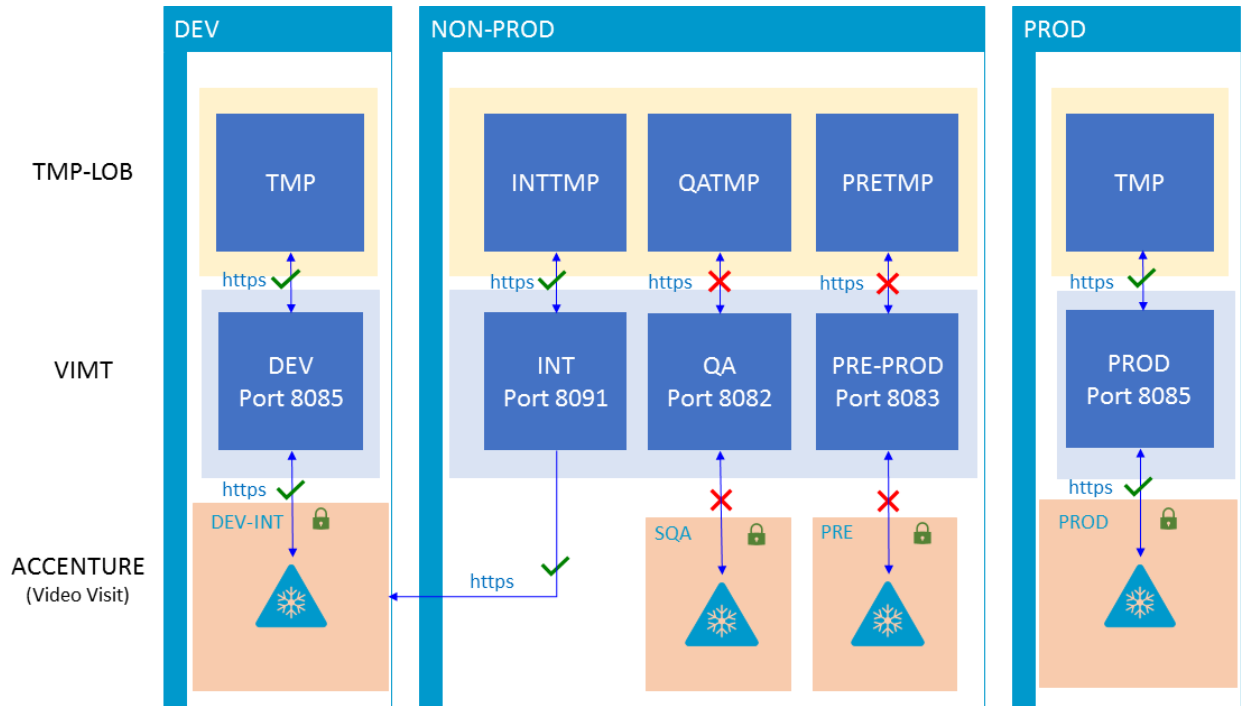 DEV
NON-PROD
PROD
TMP-LOB
TMP
INTTMP
QATMP
PRETMP
TMP
https
https
https
https
https
VIMT
DEV
Port 8085
INT
Port 8091
QA
Port 8082
PRE-PROD
Port 8083
PROD
Port 8085
https
https
DEV-INT
SQA
PRE
PROD
ACCENTURE
(Video Visit)
https